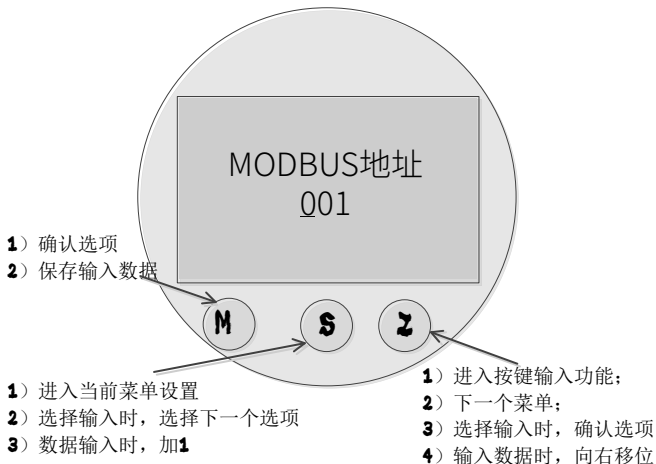 MODBUS地址
001
1）确认选项
2）保存输入数据
M
S
Z
1）进入当前菜单设置
2）选择输入时，选择下一个选项
3）数据输入时，加1
1）进入按键输入功能；
2）下一个菜单；
3）选择输入时，确认选项
4）输入数据时，向右移位